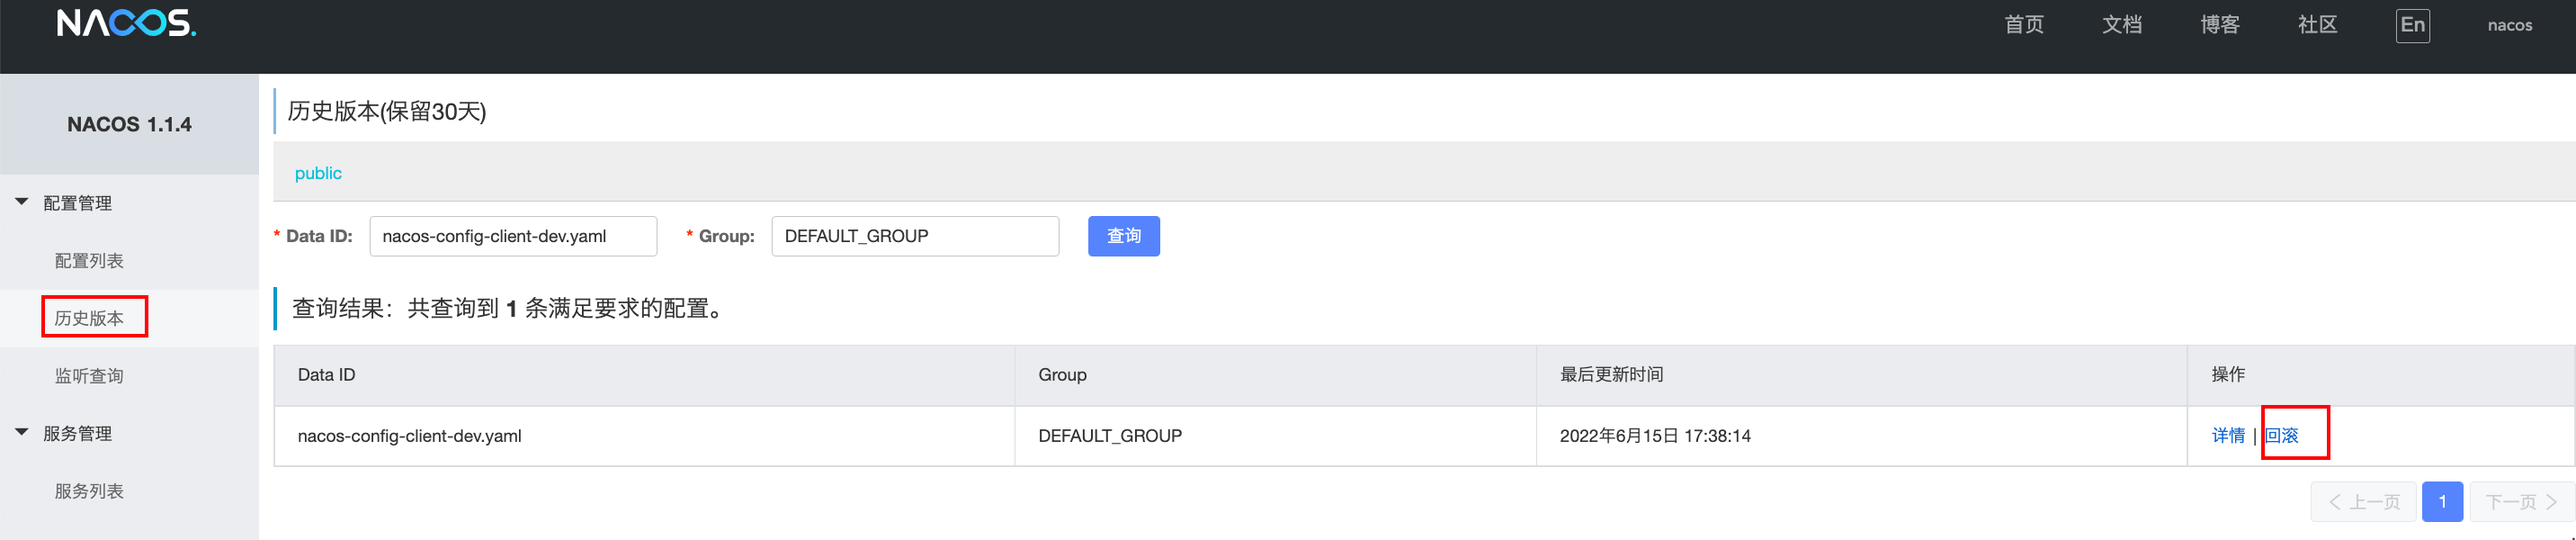 NACOS.
首页 文档 博客 社区 En nacos
NACOS 1.1.4
配置管理
配置列表
历史版本
监听查询
服务管理
服务列表
历史版本(保留30天)
public
* Data ID: nacos-config-client-dev.yaml * Group: DEFAULT_GROUP 查询
查询结果：共查询到 1 条满足要求的配置。
Data ID Group 最后更新时间 操作
nacos-config-client-dev.yaml DEFAULT_GROUP 2022年6月15日 17:38:14 详情 | 回滚
上一页 1 下一页